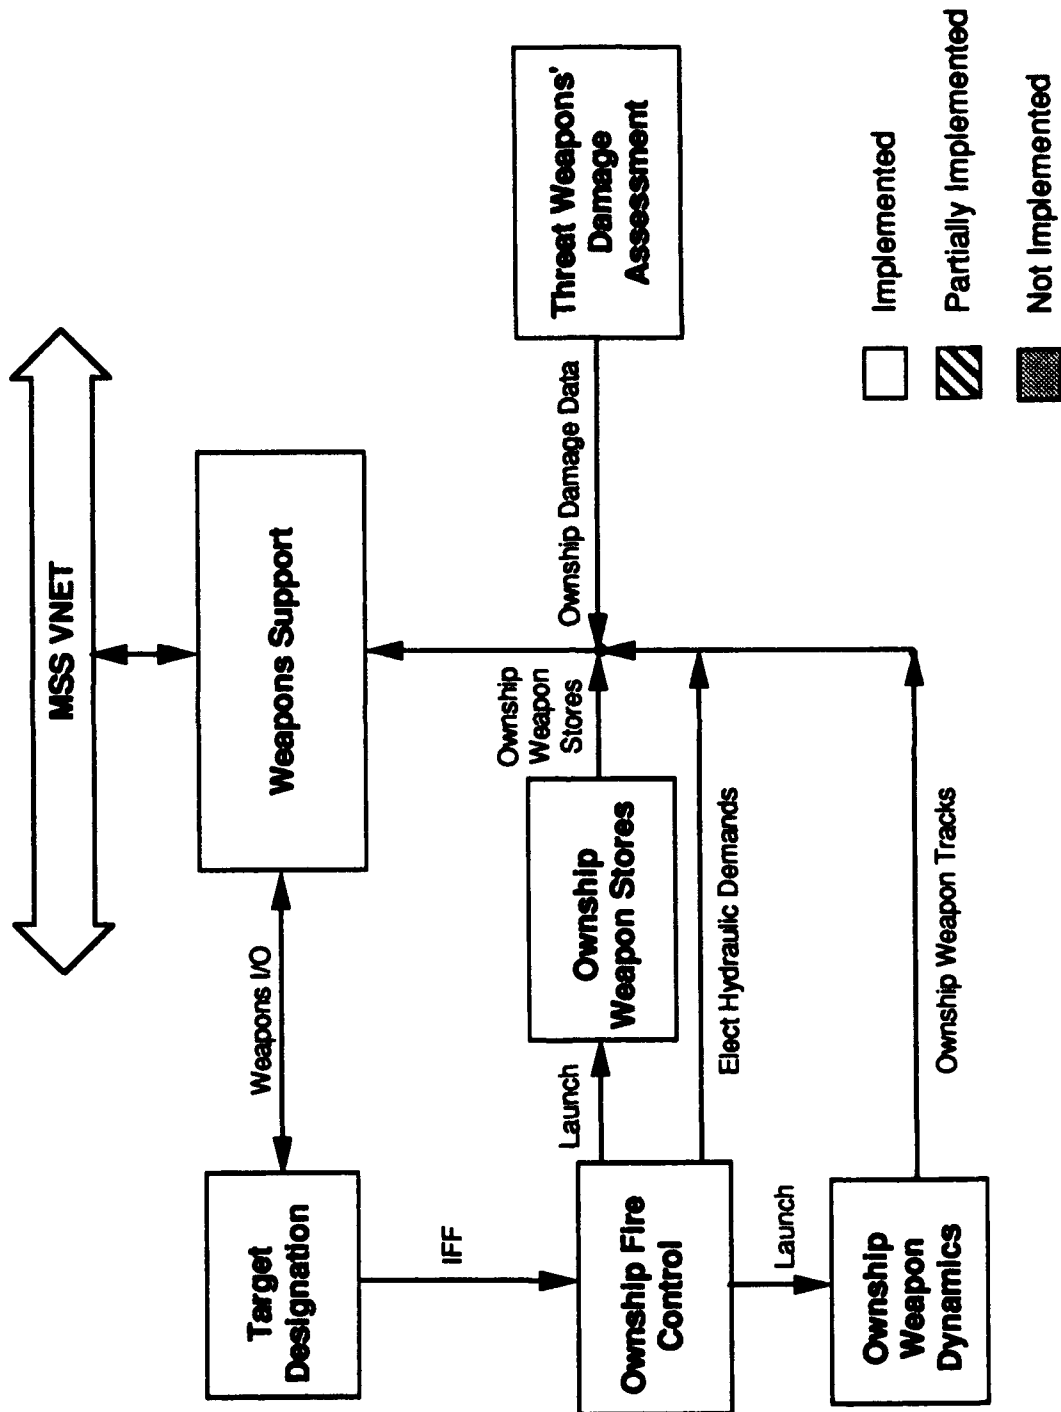 MSS VNET
Weapons Support
Weapons I/O
Target
Designation
IFF
Ownship Fire
Control
Launch
Ownship
Weapon Stores
Ownship
Weapon
Stores
Ownship Damage Data
Threat Weapons'
Damage
Assessment
Elect Hydraulic Demands
Launch
Ownship
Weapon
Dynamics
Ownship Weapon Tracks
Implemented
Partially Implemented
Not Implemented